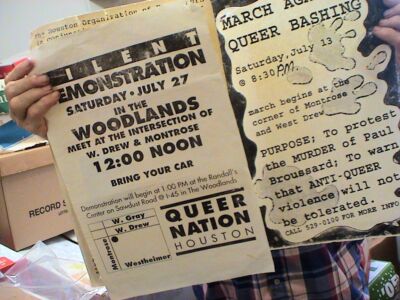 The Houston Organization of
SILENT
DEMONSTRATION
SATURDAY • JULY 27
IN THE
WOODLANDS
MEET AT THE INTERSECTION OF
W. DREW & MONTROSE
12:00 NOON
BRING YOUR CAR
Demonstration will begin at 1:00 PM at the Randall's
Center on Sawdust Road @ I-45 in The Woodlands
W. Gray
W. Drew
Montrose
Westheimer
QUEER
NATION
HOUSTON
MARCH AGA
QUEER BASHING
Saturday, July 13
@ 8:30 PM
march begins at the
corner of Montrose
and West Drew
PURPOSE; To protest
the MURDER of Paul
Broussard; To warn
that ANTI-QUEER
violence will not
be tolerated.
CALL 529-0100 FOR MORE INFO
RECORD S